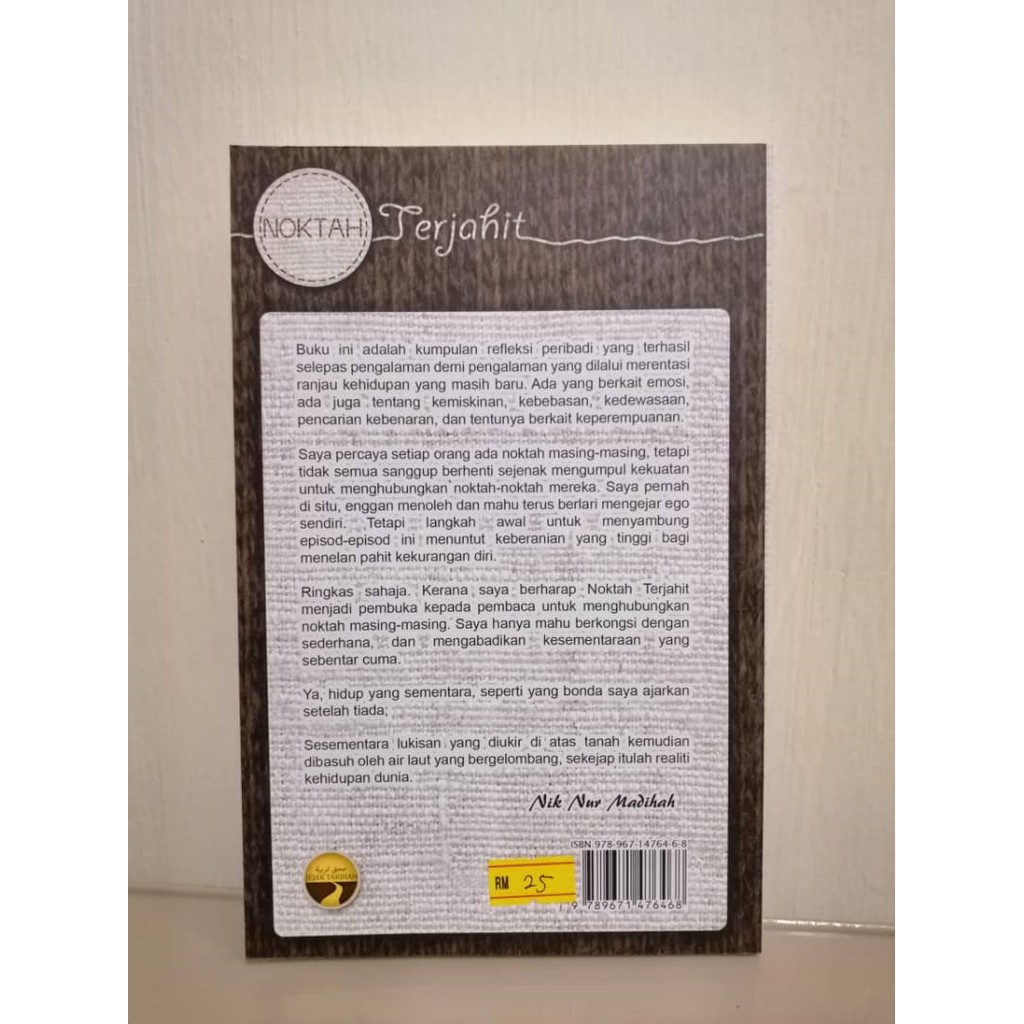 NOKTAH Terjahit
Buku ini adalah kumpulan refleksi peribadi yang terhasil
selepas pengalaman demi pengalaman yang dilalui merentasi
ranjau kehidupan yang masih baru. Ada yang berkait emosi,
ada juga tentang kemiskinan, kebebasan, kedewasaan,
pencarian kebenaran, dan tentunya berkait keperempuanan.
Saya percaya setiap orang ada noktah masing-masing, tetapi
tidak semua sanggup berhenti sejenak mengumpul kekuatan
untuk menghubungkan noktah-noktah mereka. Saya pernah
di situ, enggan menoleh dan mahu terus berlari mengejar ego
sendiri. Tetapi langkah awal untuk menyambung
episod-episod ini menuntut keberanian yang tinggi bagi
menelan pahit kekurangan diri.
Ringkas sahaja. Kerana saya berharap Noktah Terjahit
menjadi pembuka kepada pembaca untuk menghubungkan
noktah masing-masing. Saya hanya mahu berkongsi dengan
sederhana, dan mengabadikan kesementaraan yang
sebentar cuma.
Ya, hidup yang sementara, seperti yang bonda saya ajarkan
setelah tiada;
Sesementara lukisan yang diukir di atas tanah kemudian
dibasuh oleh air laut yang bergelombang, sekejap itulah realiti
kehidupan dunia.
Nik Nur Madihah
ISBN 978-967-14764-6-8
JEJAK TARBIAH
RM 25
9 789671 476468